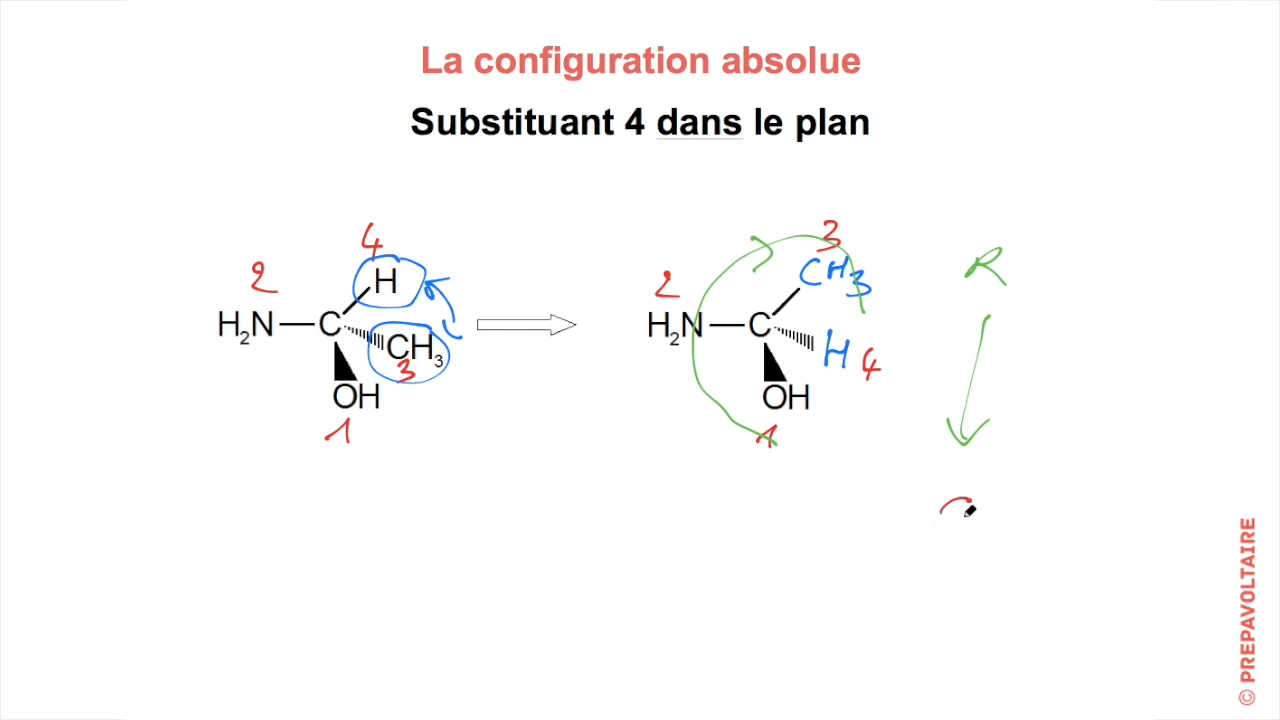 La configuration absolue
Substituant 4 dans le plan
4
2
H
H₂N C
CH₃
3
OH
1
3
2
CH₃
R
H₂N C
H 4
OH
1
© PREPAVOLTAIRE